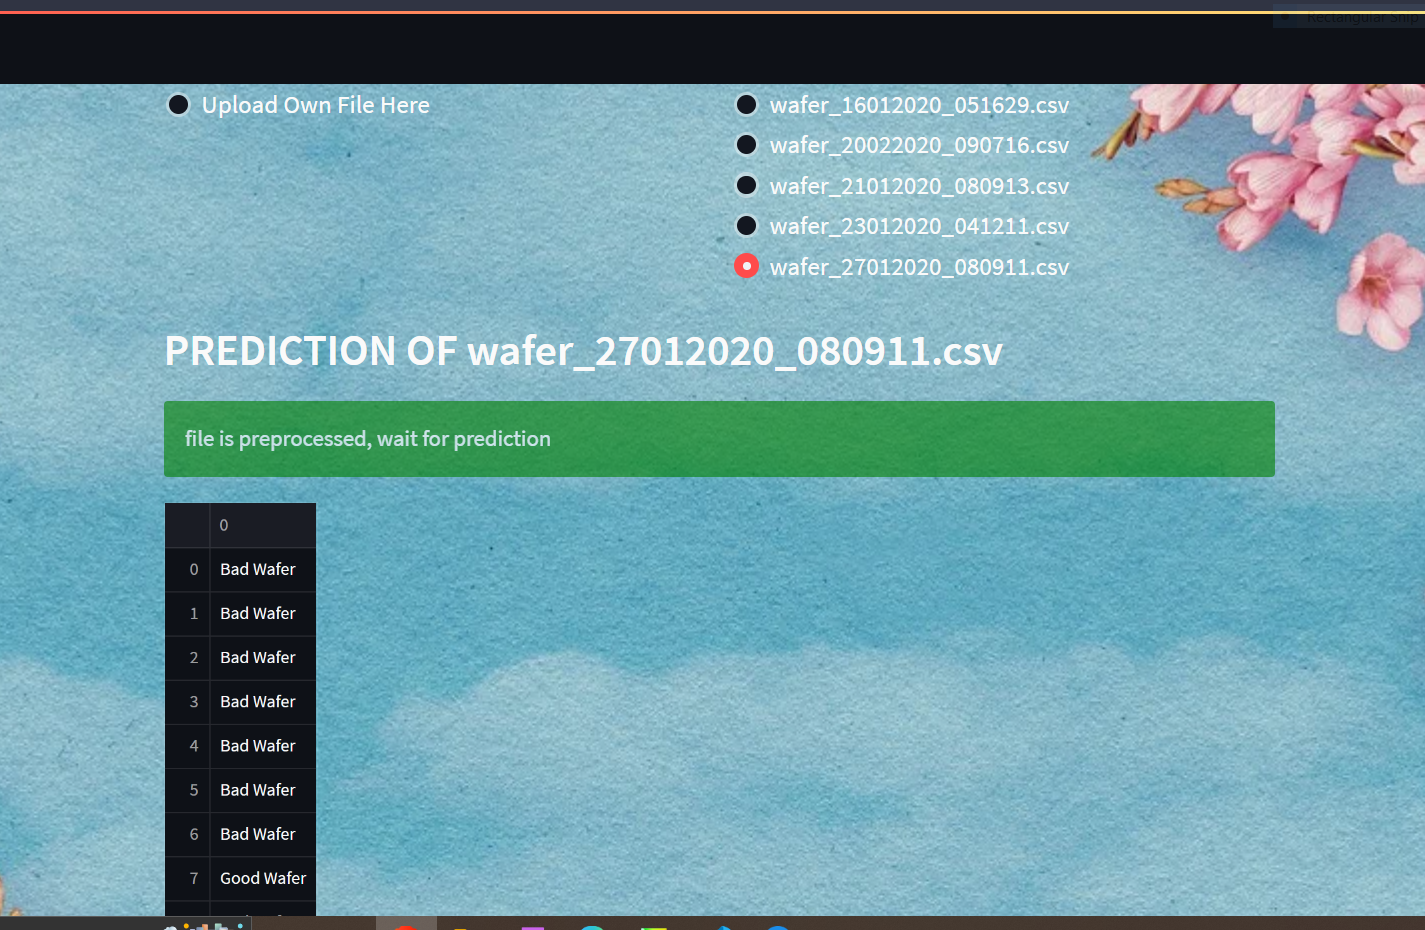 Rectangular Snip
Upload Own File Here
wafer_16012020_051629.csv
wafer_20022020_090716.csv
wafer_21012020_080913.csv
wafer_23012020_041211.csv
wafer_27012020_080911.csv
PREDICTION OF wafer_27012020_080911.csv
file is preprocessed, wait for prediction
0
0 Bad Wafer
1 Bad Wafer
2 Bad Wafer
3 Bad Wafer
4 Bad Wafer
5 Bad Wafer
6 Bad Wafer
7 Good Wafer